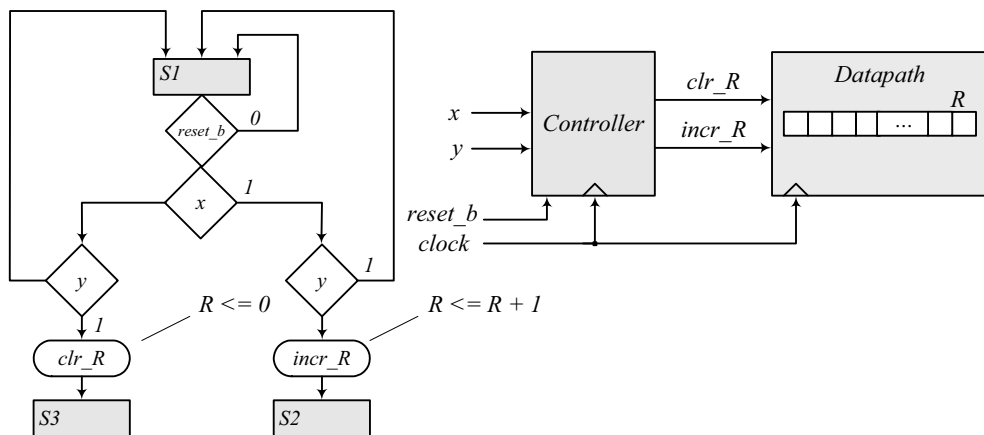 S1
reset_b
0
x
1
y
1
y
1
R <= 0
R <= R + 1
clr_R
incr_R
S3
S2
x
y
Controller
reset_b
clock
clr_R
incr_R
Datapath
R
...